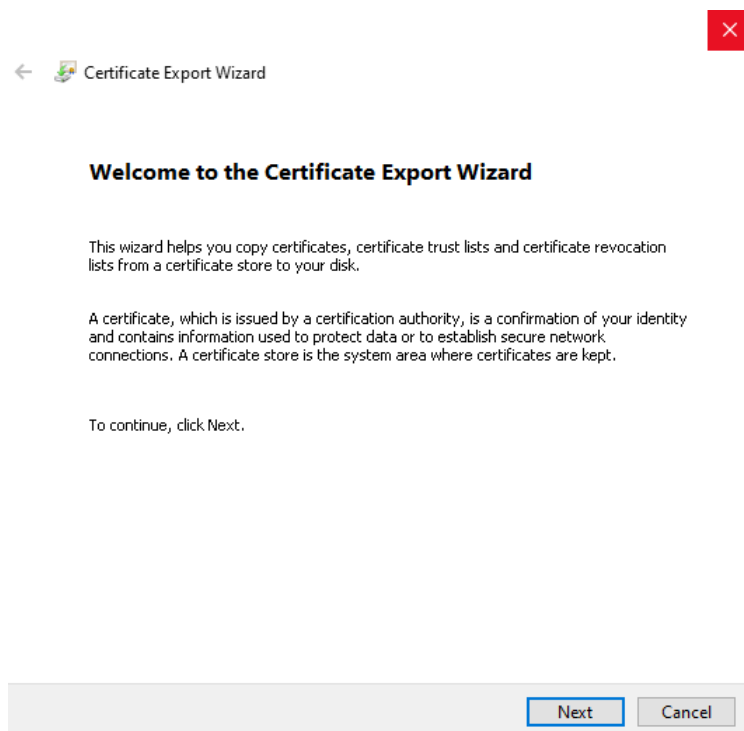 Certificate Export Wizard
Welcome to the Certificate Export Wizard
This wizard helps you copy certificates, certificate trust lists and certificate revocation
lists from a certificate store to your disk.
A certificate, which is issued by a certification authority, is a confirmation of your identity
and contains information used to protect data or to establish secure network
connections. A certificate store is the system area where certificates are kept.
To continue, click Next.
Next Cancel